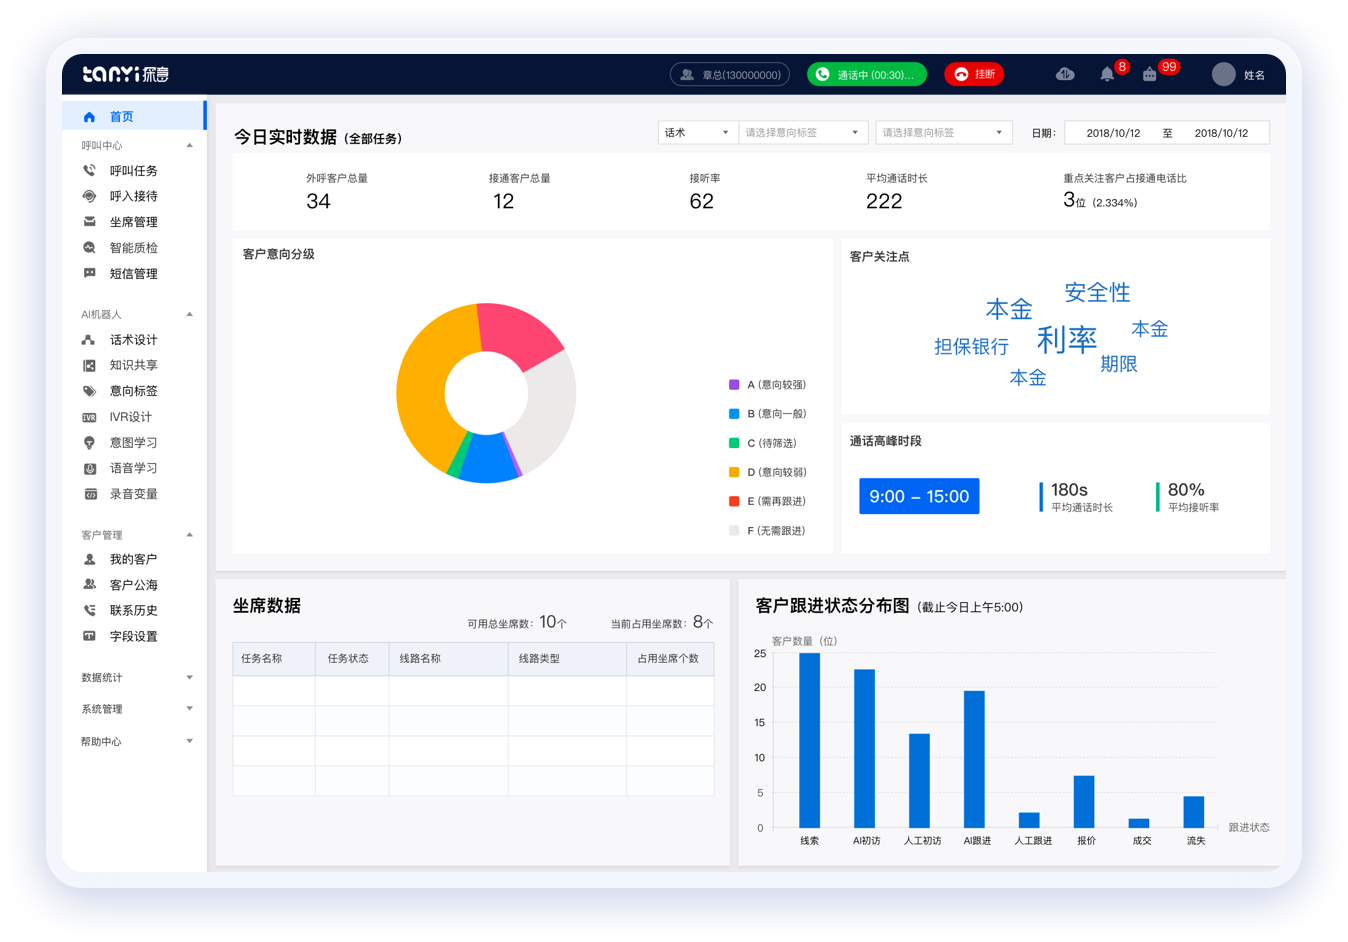 tanyi探意
章总(130000000)
通话中 (00:30)...
挂断
8
99
姓名
首页
呼叫中心
呼叫任务
呼入接待
坐席管理
智能质检
短信管理
AI机器人
话术设计
知识共享
意向标签
IVR
IVR设计
意图学习
语音学习
录音变量
客户管理
我的客户
客户公海
联系历史
字段设置
数据统计
系统管理
帮助中心
今日实时数据 (全部任务)
话术
请选择意向标签
请选择意向标签
日期:
2018/10/12 至 2018/10/12
外呼客户总量
34
接通客户总量
12
接听率
62
平均通话时长
222
重点关注客户占接通电话比
3位 (2.334%)
客户意向分级
A (意向较强)
B (意向一般)
C (待筛选)
D (意向较弱)
E (需再跟进)
F (无需跟进)
客户关注点
安全性
本金
本金
利率
担保银行
期限
本金
通话高峰时段
9:00 – 15:00
180s
平均通话时长
80%
平均接听率
坐席数据
可用总坐席数: 10个
当前占用坐席数: 8个
任务名称 任务状态 线路名称 线路类型 占用坐席个数
客户跟进状态分布图 (截止今日上午5:00)
客户数量 (位)
25
20
15
10
5
0
线索 AI初访 人工初访 AI跟进 人工跟进 报价 成交 流失
跟进状态